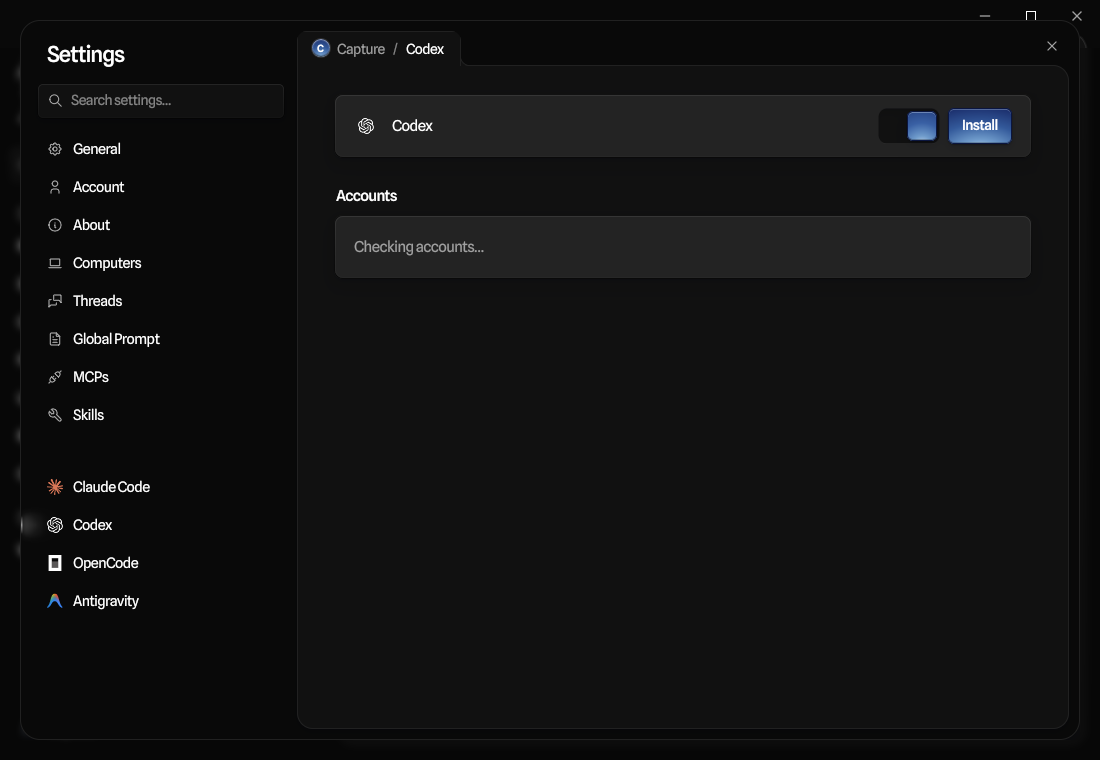 Settings
Search settings...
General
Account
About
Computers
Threads
Global Prompt
MCPs
Skills
Claude Code
Codex
OpenCode
Antigravity
C Capture / Codex
Codex
Install
Accounts
Checking accounts...